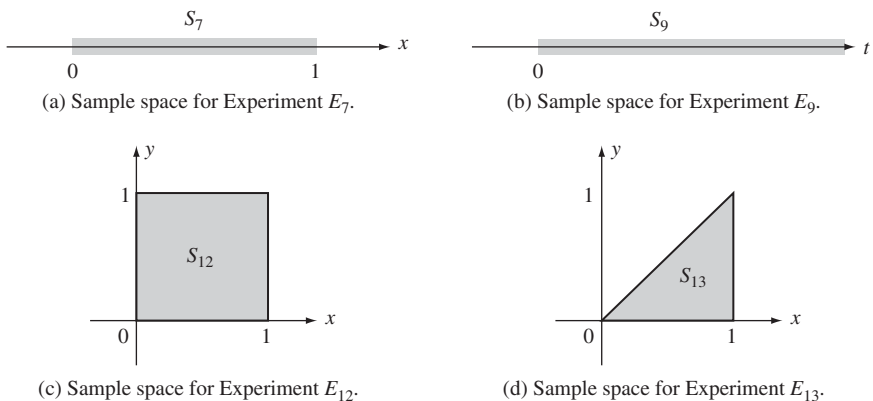 S7
x
0 1
(a) Sample space for Experiment E7.
S9
t
0
(b) Sample space for Experiment E9.
y
1
S12
0 1 x
(c) Sample space for Experiment E12.
y
1
S13
0 1 x
(d) Sample space for Experiment E13.